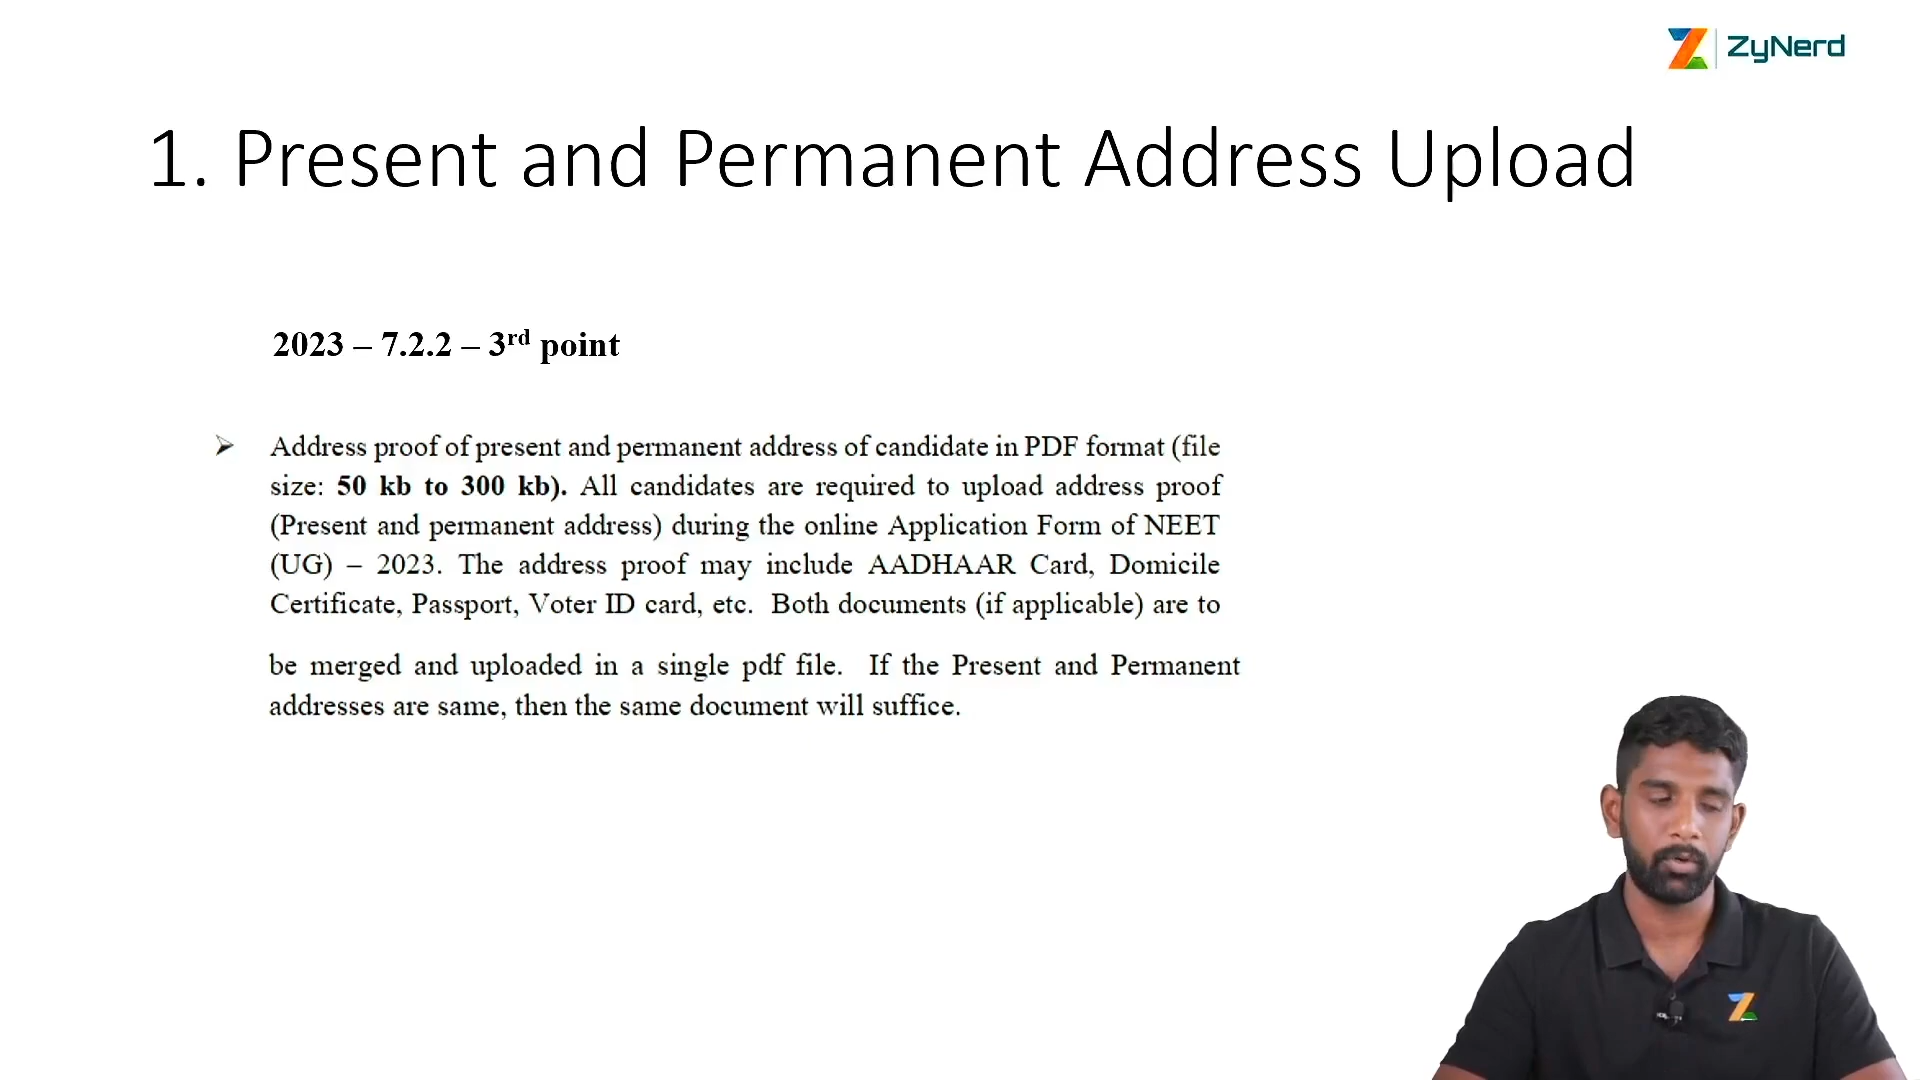 ZyNerd
1. Present and Permanent Address Upload
2023 – 7.2.2 – 3rd point
➢ Address proof of present and permanent address of candidate in PDF format (file
size: 50 kb to 300 kb). All candidates are required to upload address proof
(Present and permanent address) during the online Application Form of NEET
(UG) – 2023. The address proof may include AADHAAR Card, Domicile
Certificate, Passport, Voter ID card, etc. Both documents (if applicable) are to
be merged and uploaded in a single pdf file. If the Present and Permanent
addresses are same, then the same document will suffice.